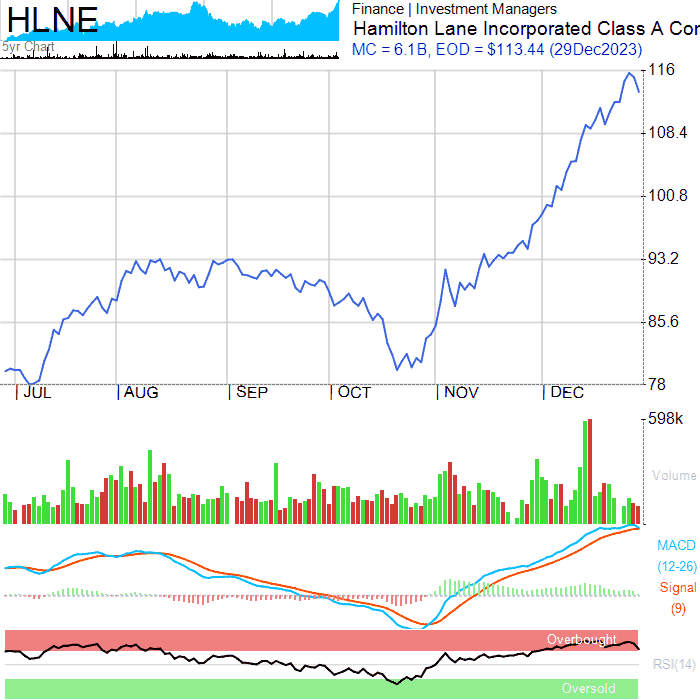 HLNE
5yr Chart
Finance | Investment Managers
Hamilton Lane Incorporated Class A Cor
MC = 6.1B, EOD = $113.44 (29Dec2023)
116
108.4
100.8
93.2
85.6
78
JUL AUG SEP OCT NOV DEC
598k
Volume
MACD
(12-26)
Signal
(9)
Overbought
RSI(14)
Oversold